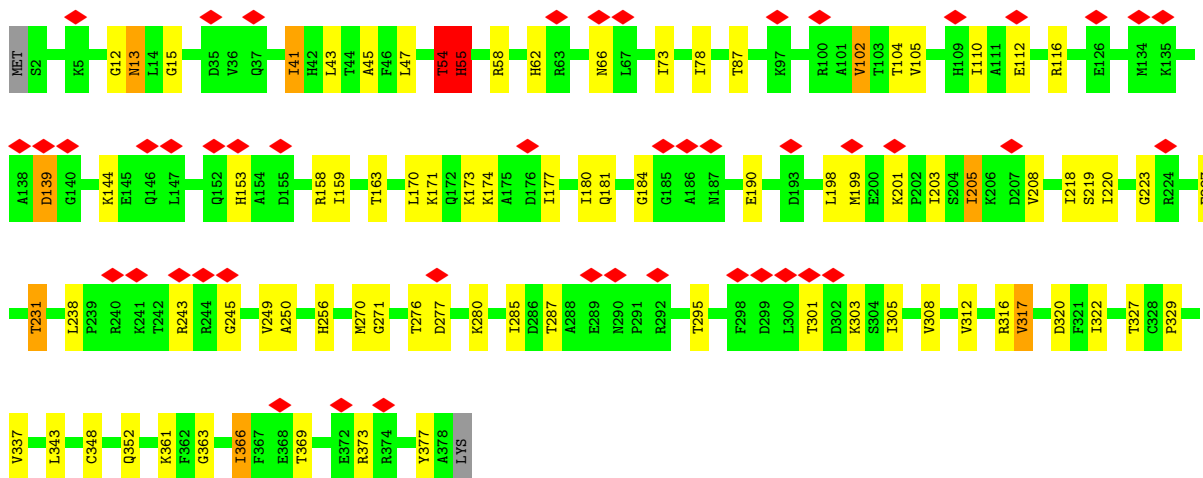 MET S2 K5 G12 N13 L14 G15 D35 V36 Q37 I41 H42 L43 T44 A45 F46 L47 T54 H55 R58 H62 R63 N66 L67 I73 I78 T87 K97 R100 A101 V102 T103 T104 V105 H109 I110 A111 E112 R116 E126 M134 K135
A138 D139 G140 K144 E145 Q146 L147 Q152 H153 A154 D155 R158 I159 T163 L170 K171 Q172 K173 K174 A175 D176 I177 I180 Q181 G184 G185 A186 N187 E190 D193 L198 M199 E200 K201 P202 I203 S204 I205 K206 D207 V208 I218 S219 I220 G223 R224
T231 L238 P239 R240 K241 T242 R243 R244 G245 V249 A250 H256 M270 G271 T276 D277 K280 I285 D286 T287 A288 E289 N290 P291 R292 T295 F298 D299 L300 T301 D302 K303 S304 I305 V308 V312 R316 V317 D320 F321 I322 T327 C328 P329
V337 L343 C348 Q352 K361 F362 G363 I366 F367 E368 T369 E372 R373 R374 Y377 A378 LYS